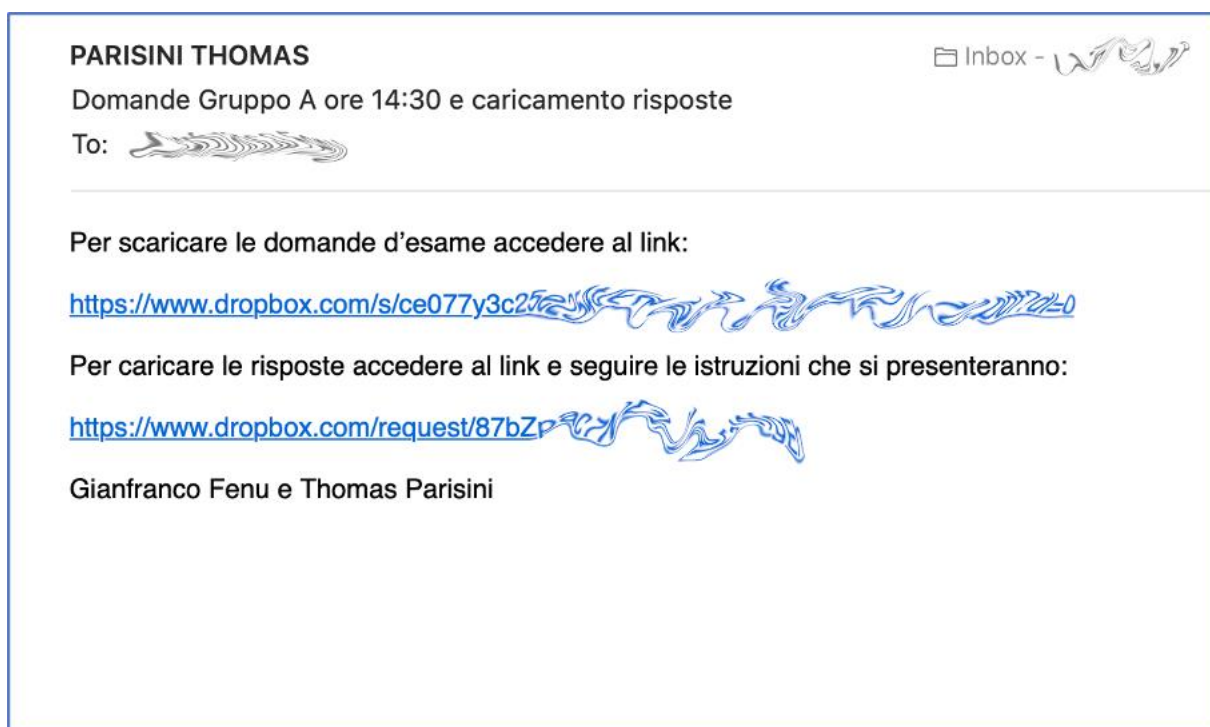 PARISINI THOMAS
Inbox -
Domande Gruppo A ore 14:30 e caricamento risposte
To:
Per scaricare le domande d'esame accedere al link:
https://www.dropbox.com/s/ce077y3c25
Per caricare le risposte accedere al link e seguire le istruzioni che si presenteranno:
https://www.dropbox.com/request/87bZp
Gianfranco Fenu e Thomas Parisini